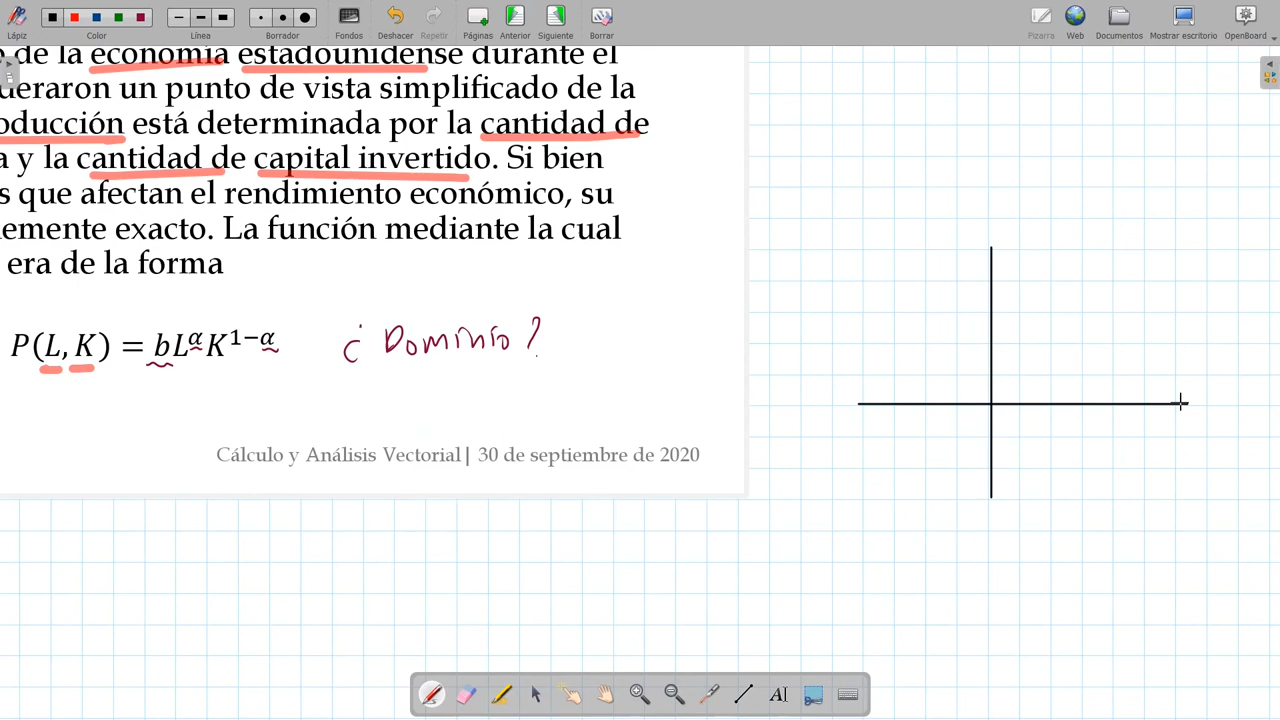 Lápiz Color Línea Borrador Fondos Deshacer Repetir Páginas Anterior Siguiente Borrar Pizarra Web Documentos Mostrar escritorio OpenBoard
de la economía estadounidense durante el
deraron un punto de vista simplificado de la
oducción está determinada por la cantidad de
a y la cantidad de capital invertido. Si bien
s que afectan el rendimiento económico, su
lemente exacto. La función mediante la cual
era de la forma
P(L, K) = bL^α K^{1−α} ¿ Dominio ?
Cálculo y Análisis Vectorial| 30 de septiembre de 2020